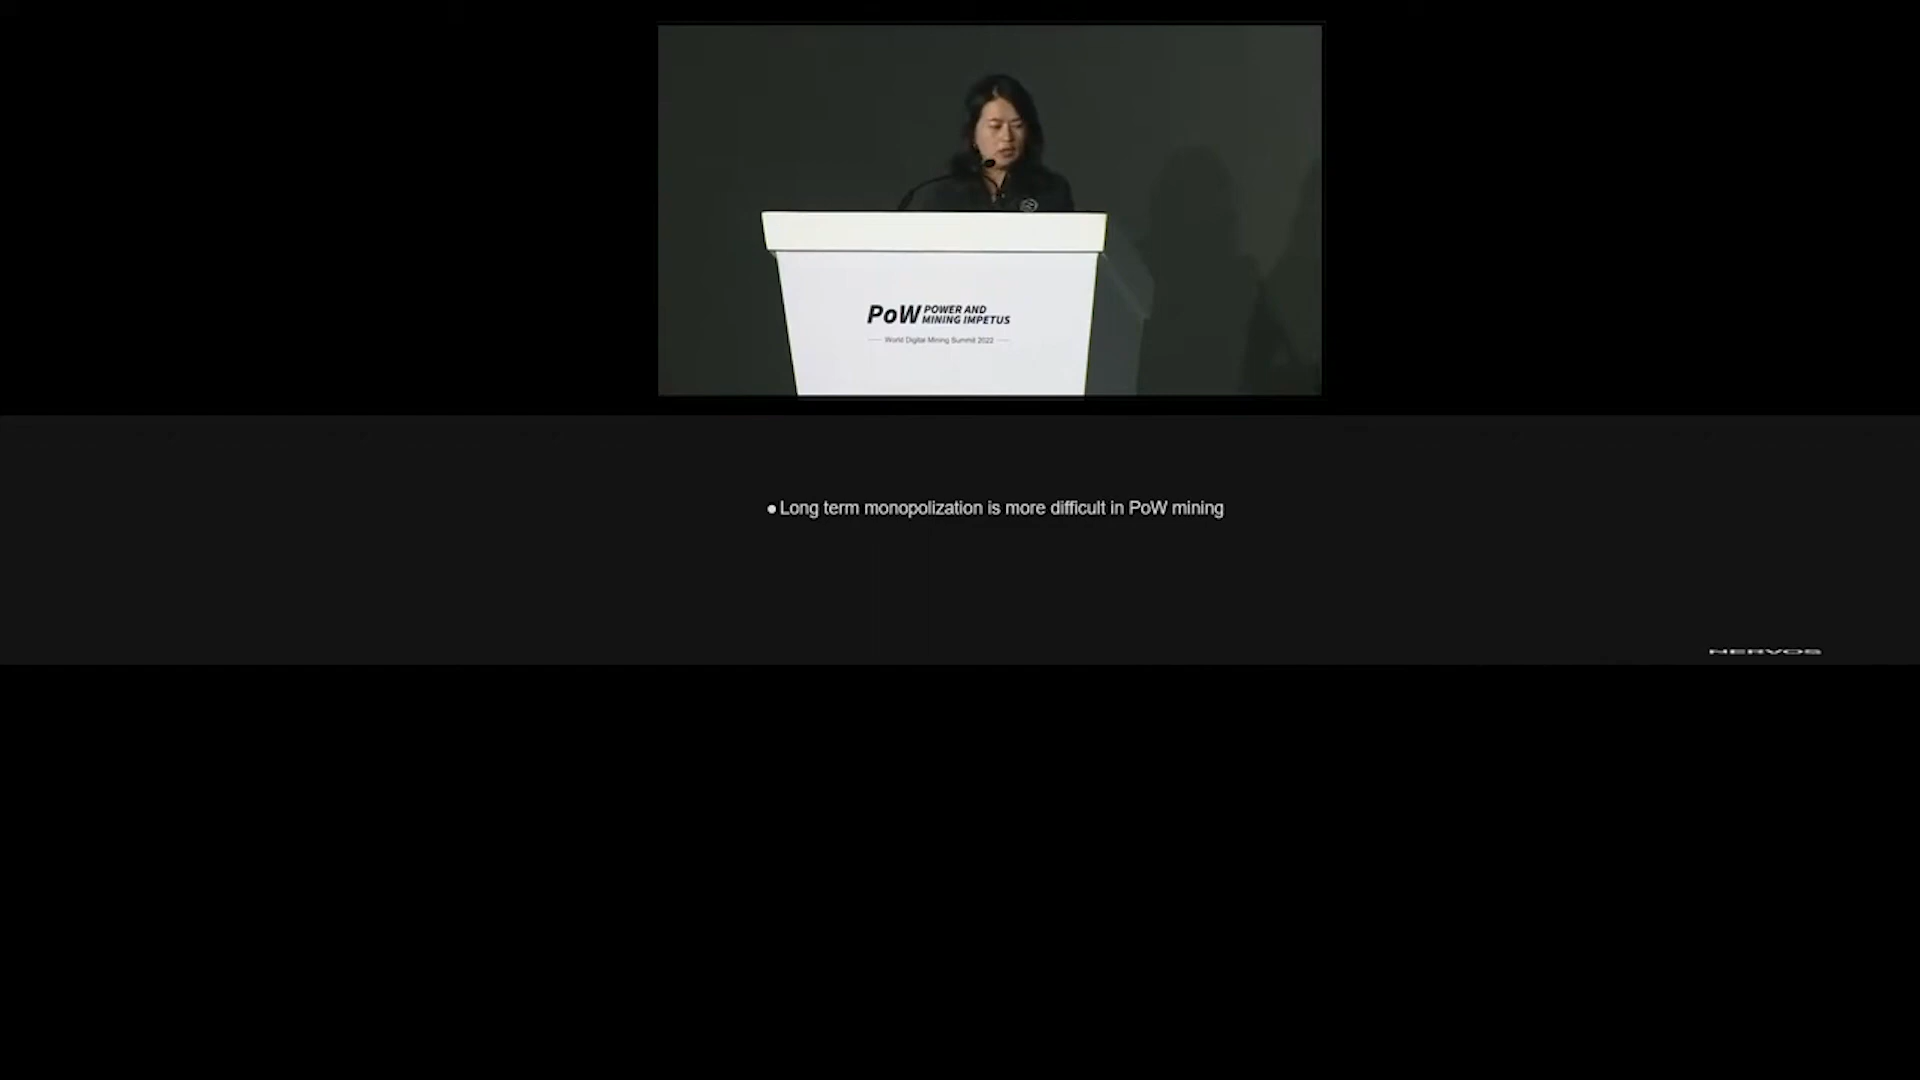 PoW POWER AND
MINING IMPETUS
World Digital Mining Summit 2022
● Long term monopolization is more difficult in PoW mining
NERVOS